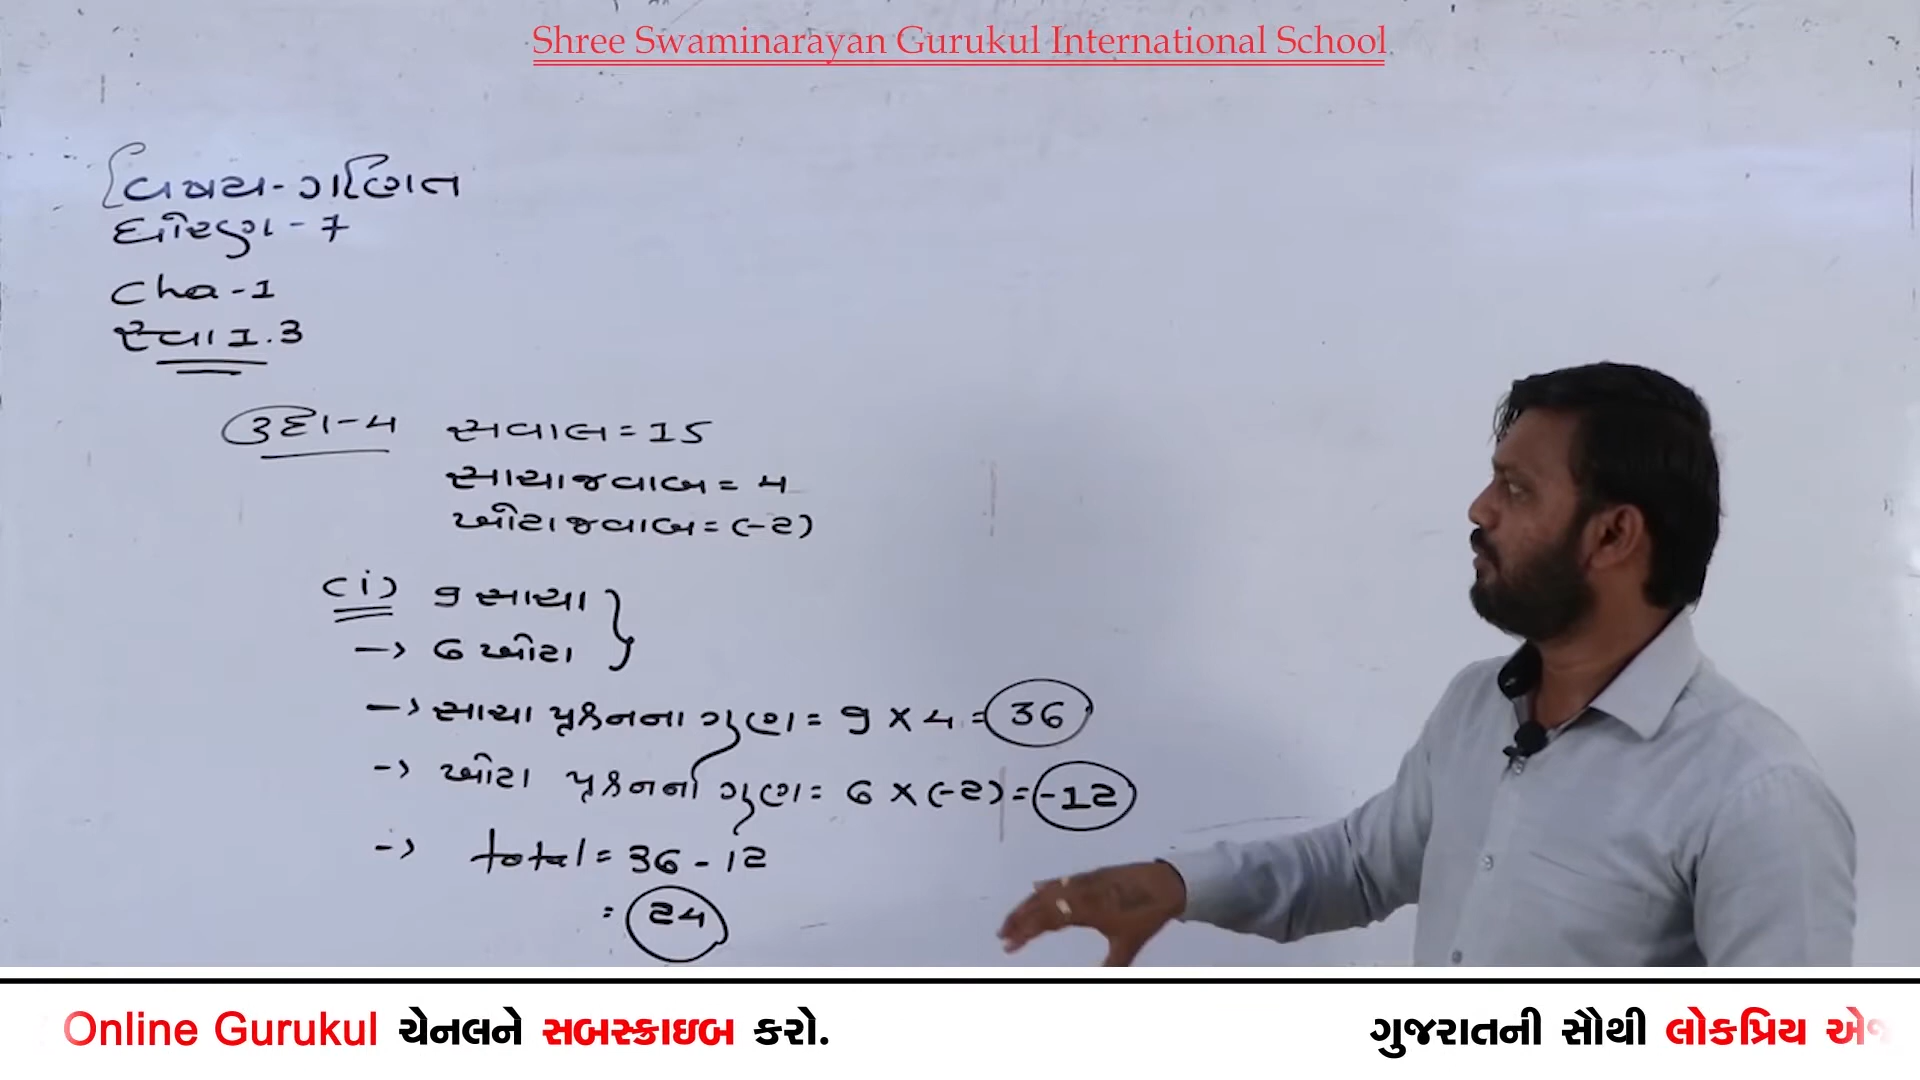 Shree Swaminarayan Gurukul International School
વિષય-ગણિત
ધોરણ-7
Cha-1
સ્વા 1.3
ઉદા-4 સવાલ=15
સાચા જવાબ= 4
ખોટા જવાબ=(-2)
(i) 9 સાચા
-> 6 ખોટા
-> સાચા પ્રશ્નના ગુણ = 9 X 4 = 36
-> ખોટા પ્રશ્નના ગુણ = 6 X (-2) = -12
-> total = 36 - 12
= 24
Online Gurukul ચેનલને સબસ્ક્રાઇબ કરો. ગુજરાતની સૌથી લોકપ્રિય